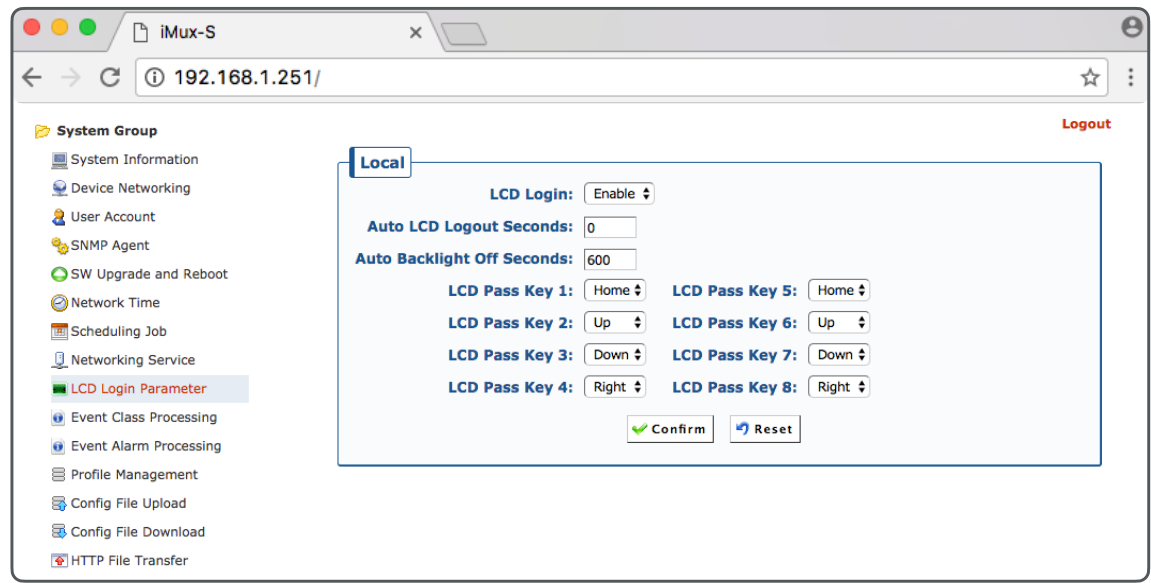 iMux-S
192.168.1.251/
Logout
System Group
System Information
Device Networking
User Account
SNMP Agent
SW Upgrade and Reboot
Network Time
Scheduling Job
Networking Service
LCD Login Parameter
Event Class Processing
Event Alarm Processing
Profile Management
Config File Upload
Config File Download
HTTP File Transfer
Local
LCD Login: Enable
Auto LCD Logout Seconds: 0
Auto Backlight Off Seconds: 600
LCD Pass Key 1: Home LCD Pass Key 5: Home
LCD Pass Key 2: Up LCD Pass Key 6: Up
LCD Pass Key 3: Down LCD Pass Key 7: Down
LCD Pass Key 4: Right LCD Pass Key 8: Right
Confirm Reset